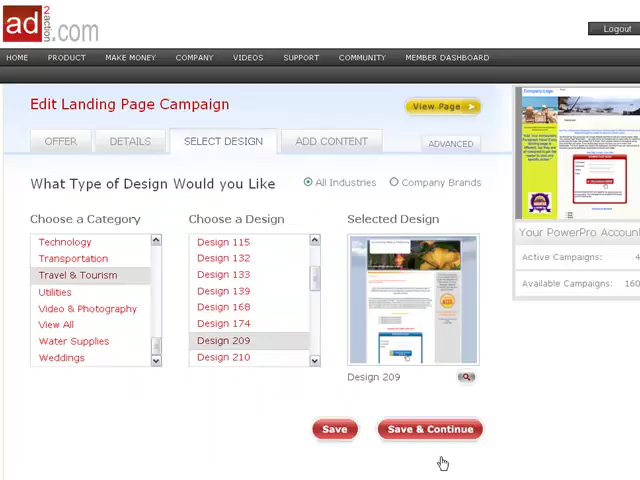 ad 2action .com
Logout
HOME PRODUCT MAKE MONEY COMPANY VIDEOS SUPPORT COMMUNITY MEMBER DASHBOARD
Edit Landing Page Campaign
View Page
OFFER DETAILS SELECT DESIGN ADD CONTENT ADVANCED
What Type of Design Would you Like
All Industries Company Brands
Choose a Category
Technology
Transportation
Travel & Tourism
Utilities
Video & Photography
View All
Water Supplies
Weddings
Choose a Design
Design 115
Design 132
Design 133
Design 139
Design 168
Design 174
Design 209
Design 210
Selected Design
Design 209
Save
Save & Continue
Your PowerPro Account
Active Campaigns: 4
Available Campaigns: 160